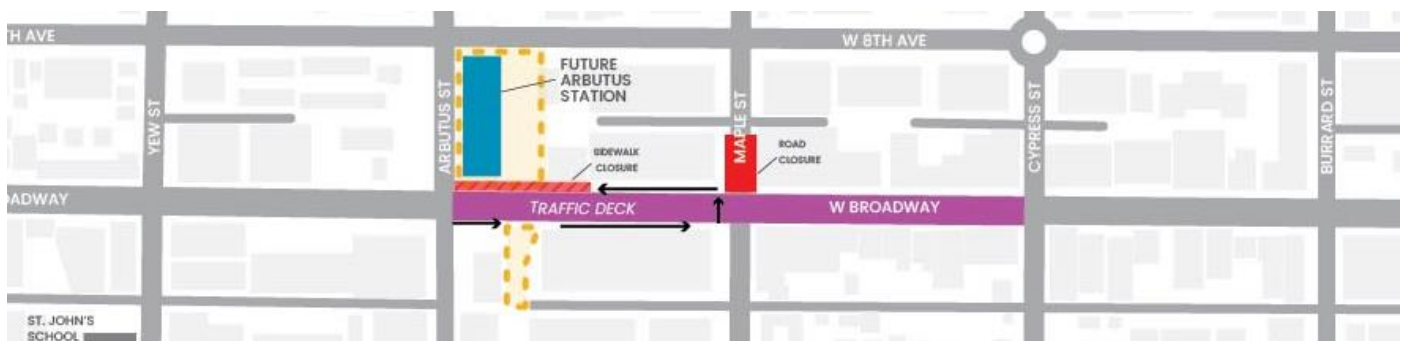 TH AVE
W 8TH AVE
FUTURE
ARBUTUS
STATION
YEW ST
ARBUTUS ST
MAPLE ST
CYPRESS ST
BURRARD ST
SIDEWALK
CLOSURE
ROAD
CLOSURE
OADWAY
TRAFFIC DECK
W BROADWAY
ST. JOHN'S
SCHOOL